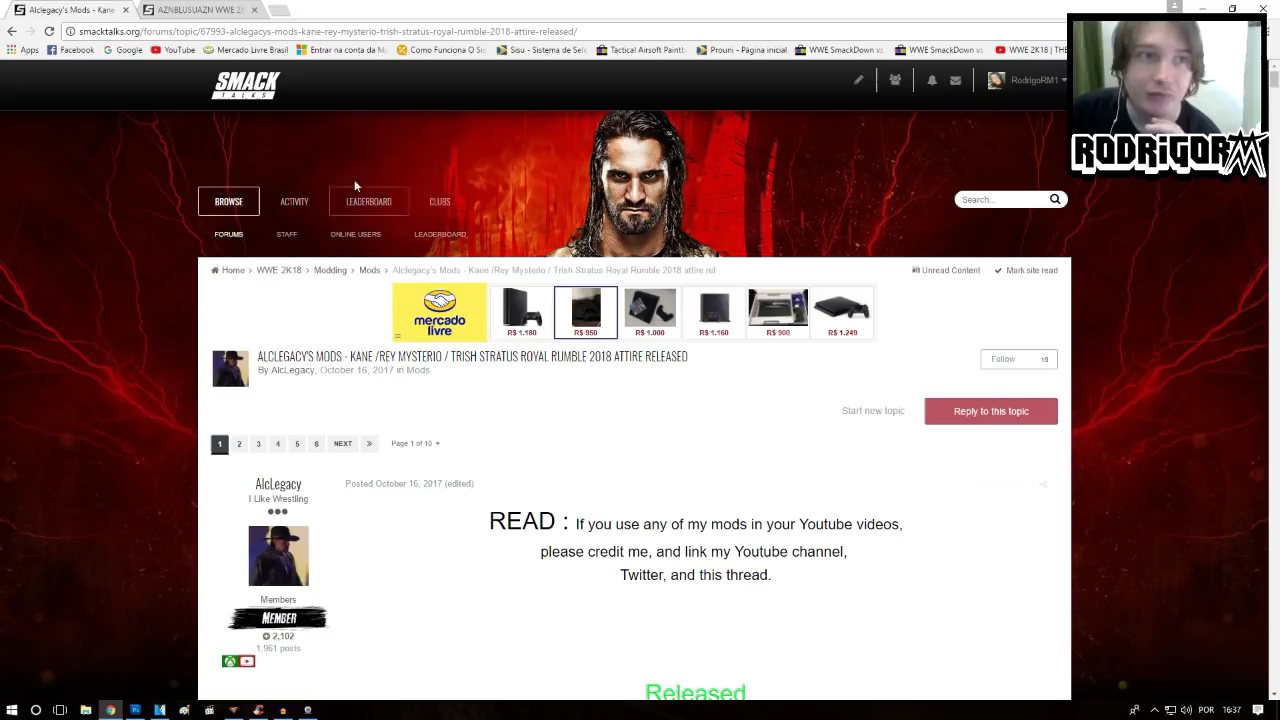 Alclegacy's Mods - Kane
AZNBLUSUAZN WWE 2K
smacktalks.org/forums/topic/67993-alclegacys-mods-kane-rey-mysterio-trish-stratus-royal-rumble-2018-attire-released/
Apps Facebook Google YouTube Mercado Livre Brasil Entrar na conta da M Como Funciona O Sis Sisu - Sistema de Sele Tactical Airsoft Paintb Prouni - Página inicial WWE SmackDown vs WWE SmackDown vs WWE 2K18 | THE
SMACK
TALKS
RodrigoRM1
RODRIGORM
BROWSE ACTIVITY LEADERBOARD CLUBS
Search...
FORUMS STAFF ONLINE USERS LEADERBOARD
Home > WWE 2K18 > Modding > Mods > Alclegacy's Mods - Kane /Rey Mysterio / Trish Stratus Royal Rumble 2018 attire rel
Unread Content Mark site read
mercado
livre
R$ 1.180 R$ 950 R$ 1.000 R$ 1.160 R$ 900 R$ 1.249
ALCLEGACY'S MODS - KANE /REY MYSTERIO / TRISH STRATUS ROYAL RUMBLE 2018 ATTIRE RELEASED
By AlcLegacy, October 16, 2017 in Mods
Follow 16
Start new topic Reply to this topic
1 2 3 4 5 6 NEXT Page 1 of 10
AlcLegacy
I Like Wrestling
Posted October 16, 2017 (edited)
READ : If you use any of my mods in your Youtube videos,
please credit me, and link my Youtube channel,
Twitter, and this thread.
Members
MEMBER
2,102
1,961 posts
Released
POR 16:37